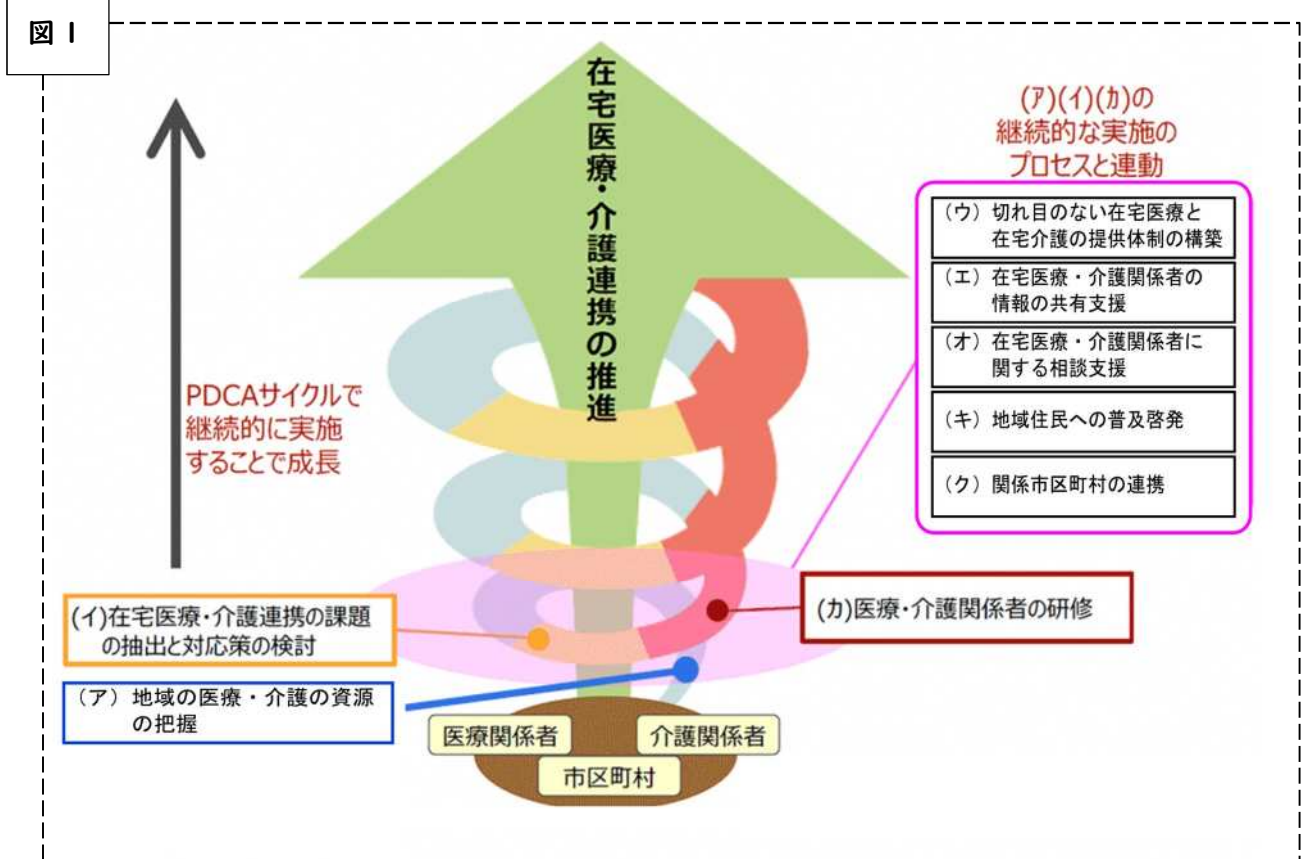 図1
在宅医療・介護連携の推進
(ア)(イ)(カ)の
継続的な実施の
プロセスと連動
(ウ) 切れ目のない在宅医療と
在宅介護の提供体制の構築
(エ) 在宅医療・介護関係者の
情報の共有支援
(オ) 在宅医療・介護関係者に
関する相談支援
(キ) 地域住民への普及啓発
(ク) 関係市区町村の連携
PDCAサイクルで
継続的に実施
することで成長
(イ)在宅医療・介護連携の課題
の抽出と対応策の検討
(カ)医療・介護関係者の研修
(ア) 地域の医療・介護の資源
の把握
医療関係者
介護関係者
市区町村